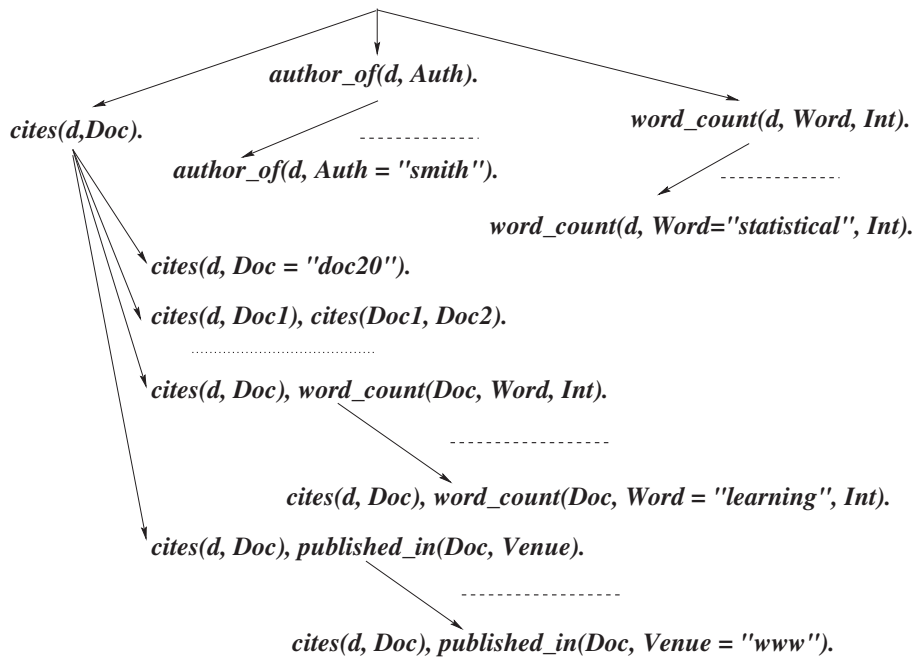 author_of(d, Auth).
cites(d,Doc).
word_count(d, Word, Int).
author_of(d, Auth = "smith").
word_count(d, Word="statistical", Int).
cites(d, Doc = "doc20").
cites(d, Doc1), cites(Doc1, Doc2).
cites(d, Doc), word_count(Doc, Word, Int).
cites(d, Doc), word_count(Doc, Word = "learning", Int).
cites(d, Doc), published_in(Doc, Venue).
cites(d, Doc), published_in(Doc, Venue = "www").